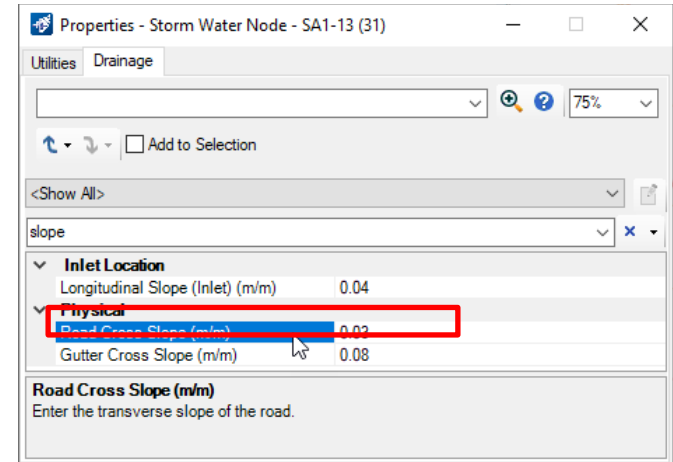 Properties - Storm Water Node - SA1-13 (31)
Utilities Drainage
75%
Add to Selection
<Show All>
slope
Inlet Location
Longitudinal Slope (Inlet) (m/m) 0.04
Physical
Road Cross Slope (m/m) 0.03
Gutter Cross Slope (m/m) 0.08
Road Cross Slope (m/m)
Enter the transverse slope of the road.